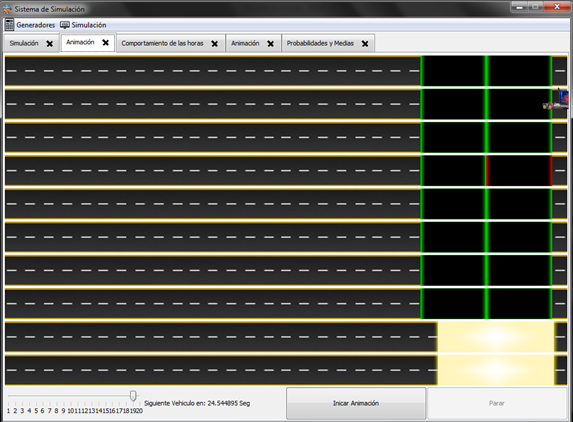 Sistema de Simulación
Generadores Simulación
Simulación Animación Comportamiento de las horas Animación Probabilidades y Medias
Siguiente Vehiculo en: 24.544895 Seg
Inicar Animación
Parar
1 2 3 4 5 6 7 8 9 1011121314151617181920